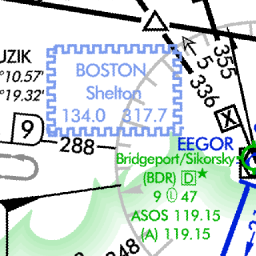 UZIK
°10.57'
°19.32'
BOSTON
Shelton
134.0 317.7
5
336
355
X
9
288
EEGOR
Bridgeport/Sikorsky
(BDR) D★
9 Ⓛ 47
ASOS 119.15
(A) 119.15
348